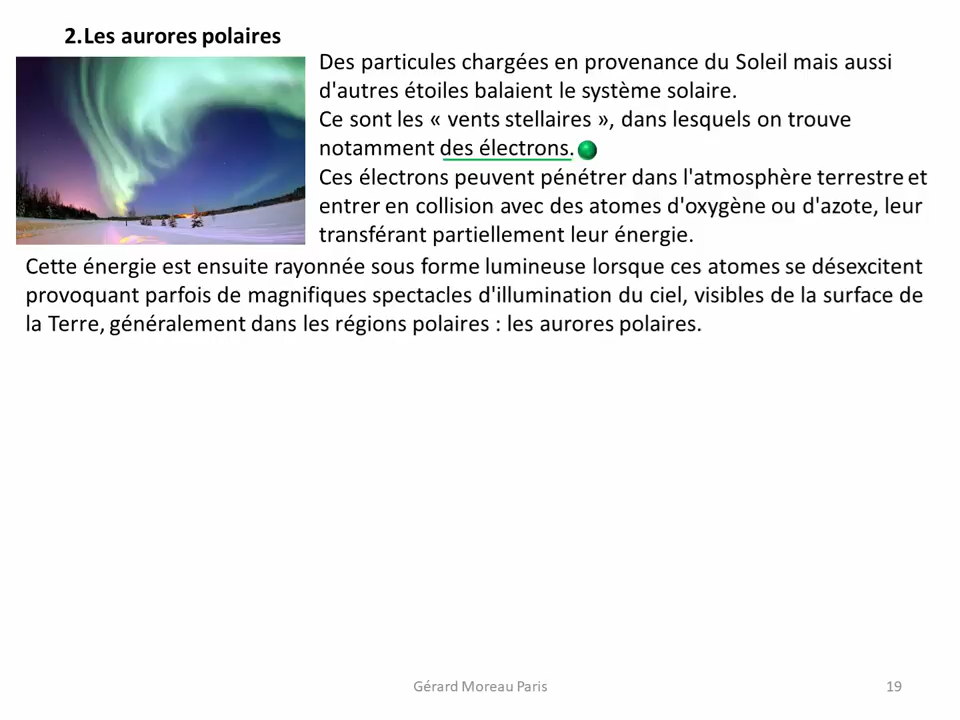 2.Les aurores polaires
Des particules chargées en provenance du Soleil mais aussi
d'autres étoiles balaient le système solaire.
Ce sont les « vents stellaires », dans lesquels on trouve
notamment des électrons.
Ces électrons peuvent pénétrer dans l'atmosphère terrestre et
entrer en collision avec des atomes d'oxygène ou d'azote, leur
transférant partiellement leur énergie.
Cette énergie est ensuite rayonnée sous forme lumineuse lorsque ces atomes se désexcitent
provoquant parfois de magnifiques spectacles d'illumination du ciel, visibles de la surface de
la Terre, généralement dans les régions polaires : les aurores polaires.
Gérard Moreau Paris
19